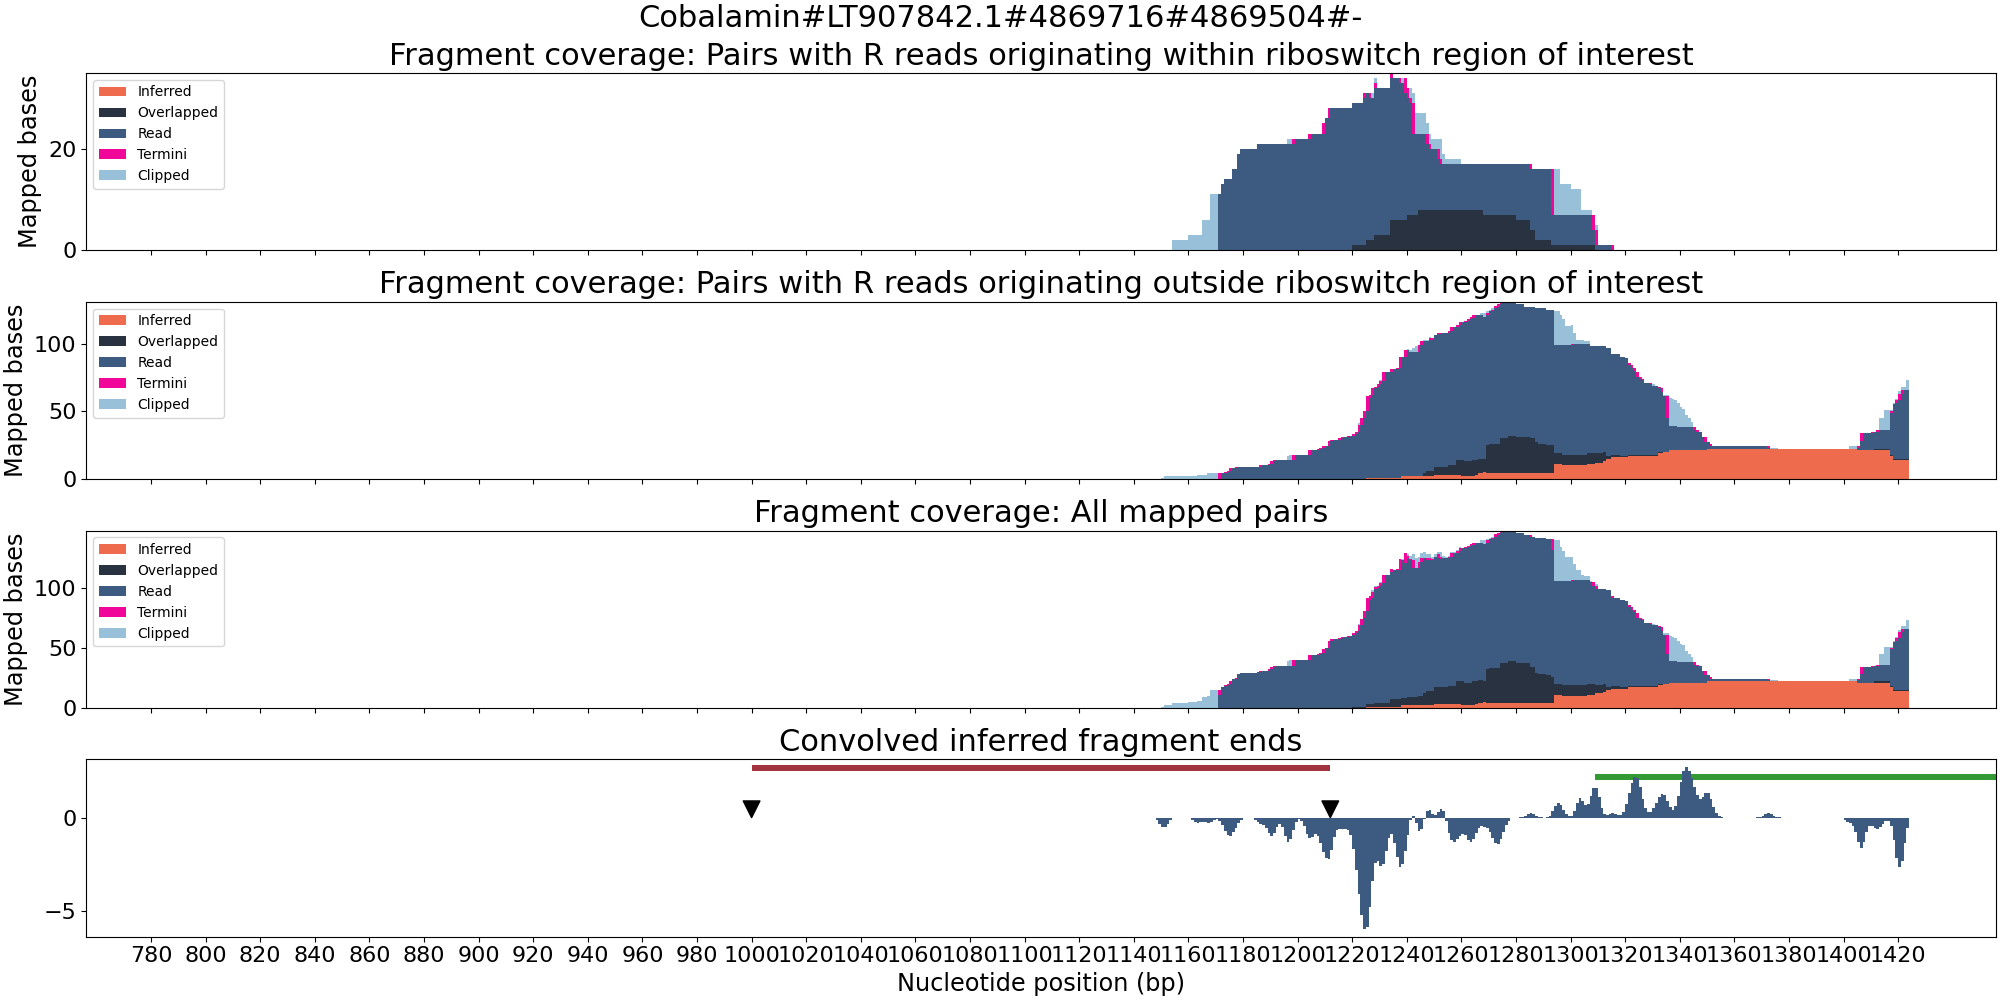 Cobalamin#LT907842.1#4869716#4869504#-
Fragment coverage: Pairs with R reads originating within riboswitch region of interest
Mapped bases
20
0
Inferred
Overlapped
Read
Termini
Clipped
Fragment coverage: Pairs with R reads originating outside riboswitch region of interest
Mapped bases
100
50
0
Inferred
Overlapped
Read
Termini
Clipped
Fragment coverage: All mapped pairs
Mapped bases
100
50
0
Inferred
Overlapped
Read
Termini
Clipped
Convolved inferred fragment ends
0
−5
780 800 820 840 860 880 900 920 940 960 980 1000 1020 1040 1060 1080 1100 1120 1140 1160 1180 1200 1220 1240 1260 1280 1300 1320 1340 1360 1380 1400 1420
Nucleotide position (bp)